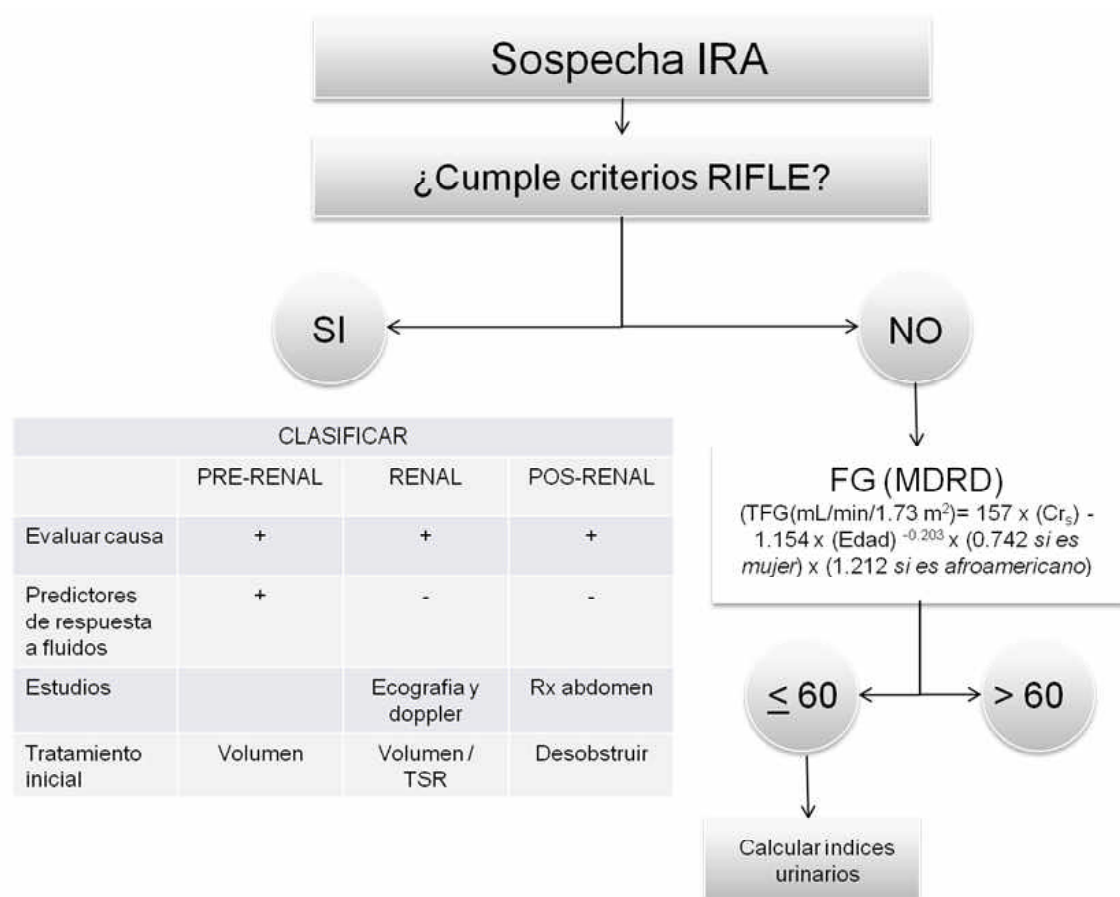 Sospecha IRA
¿Cumple criterios RIFLE?
SI
NO
CLASIFICAR
PRE-RENAL RENAL POS-RENAL
Evaluar causa + + +
Predictores
de respuesta
a fluidos
+ - -
Estudios Ecografia y
doppler
Rx abdomen
Tratamiento
inicial
Volumen Volumen /
TSR
Desobstruir
FG (MDRD)
(TFG(mL/min/1.73 m²)= 157 x (Crₛ) -
1.154 x (Edad) ⁻⁰·²⁰³ x (0.742 si es
mujer) x (1.212 si es afroamericano)
≤ 60
> 60
Calcular indices
urinarios